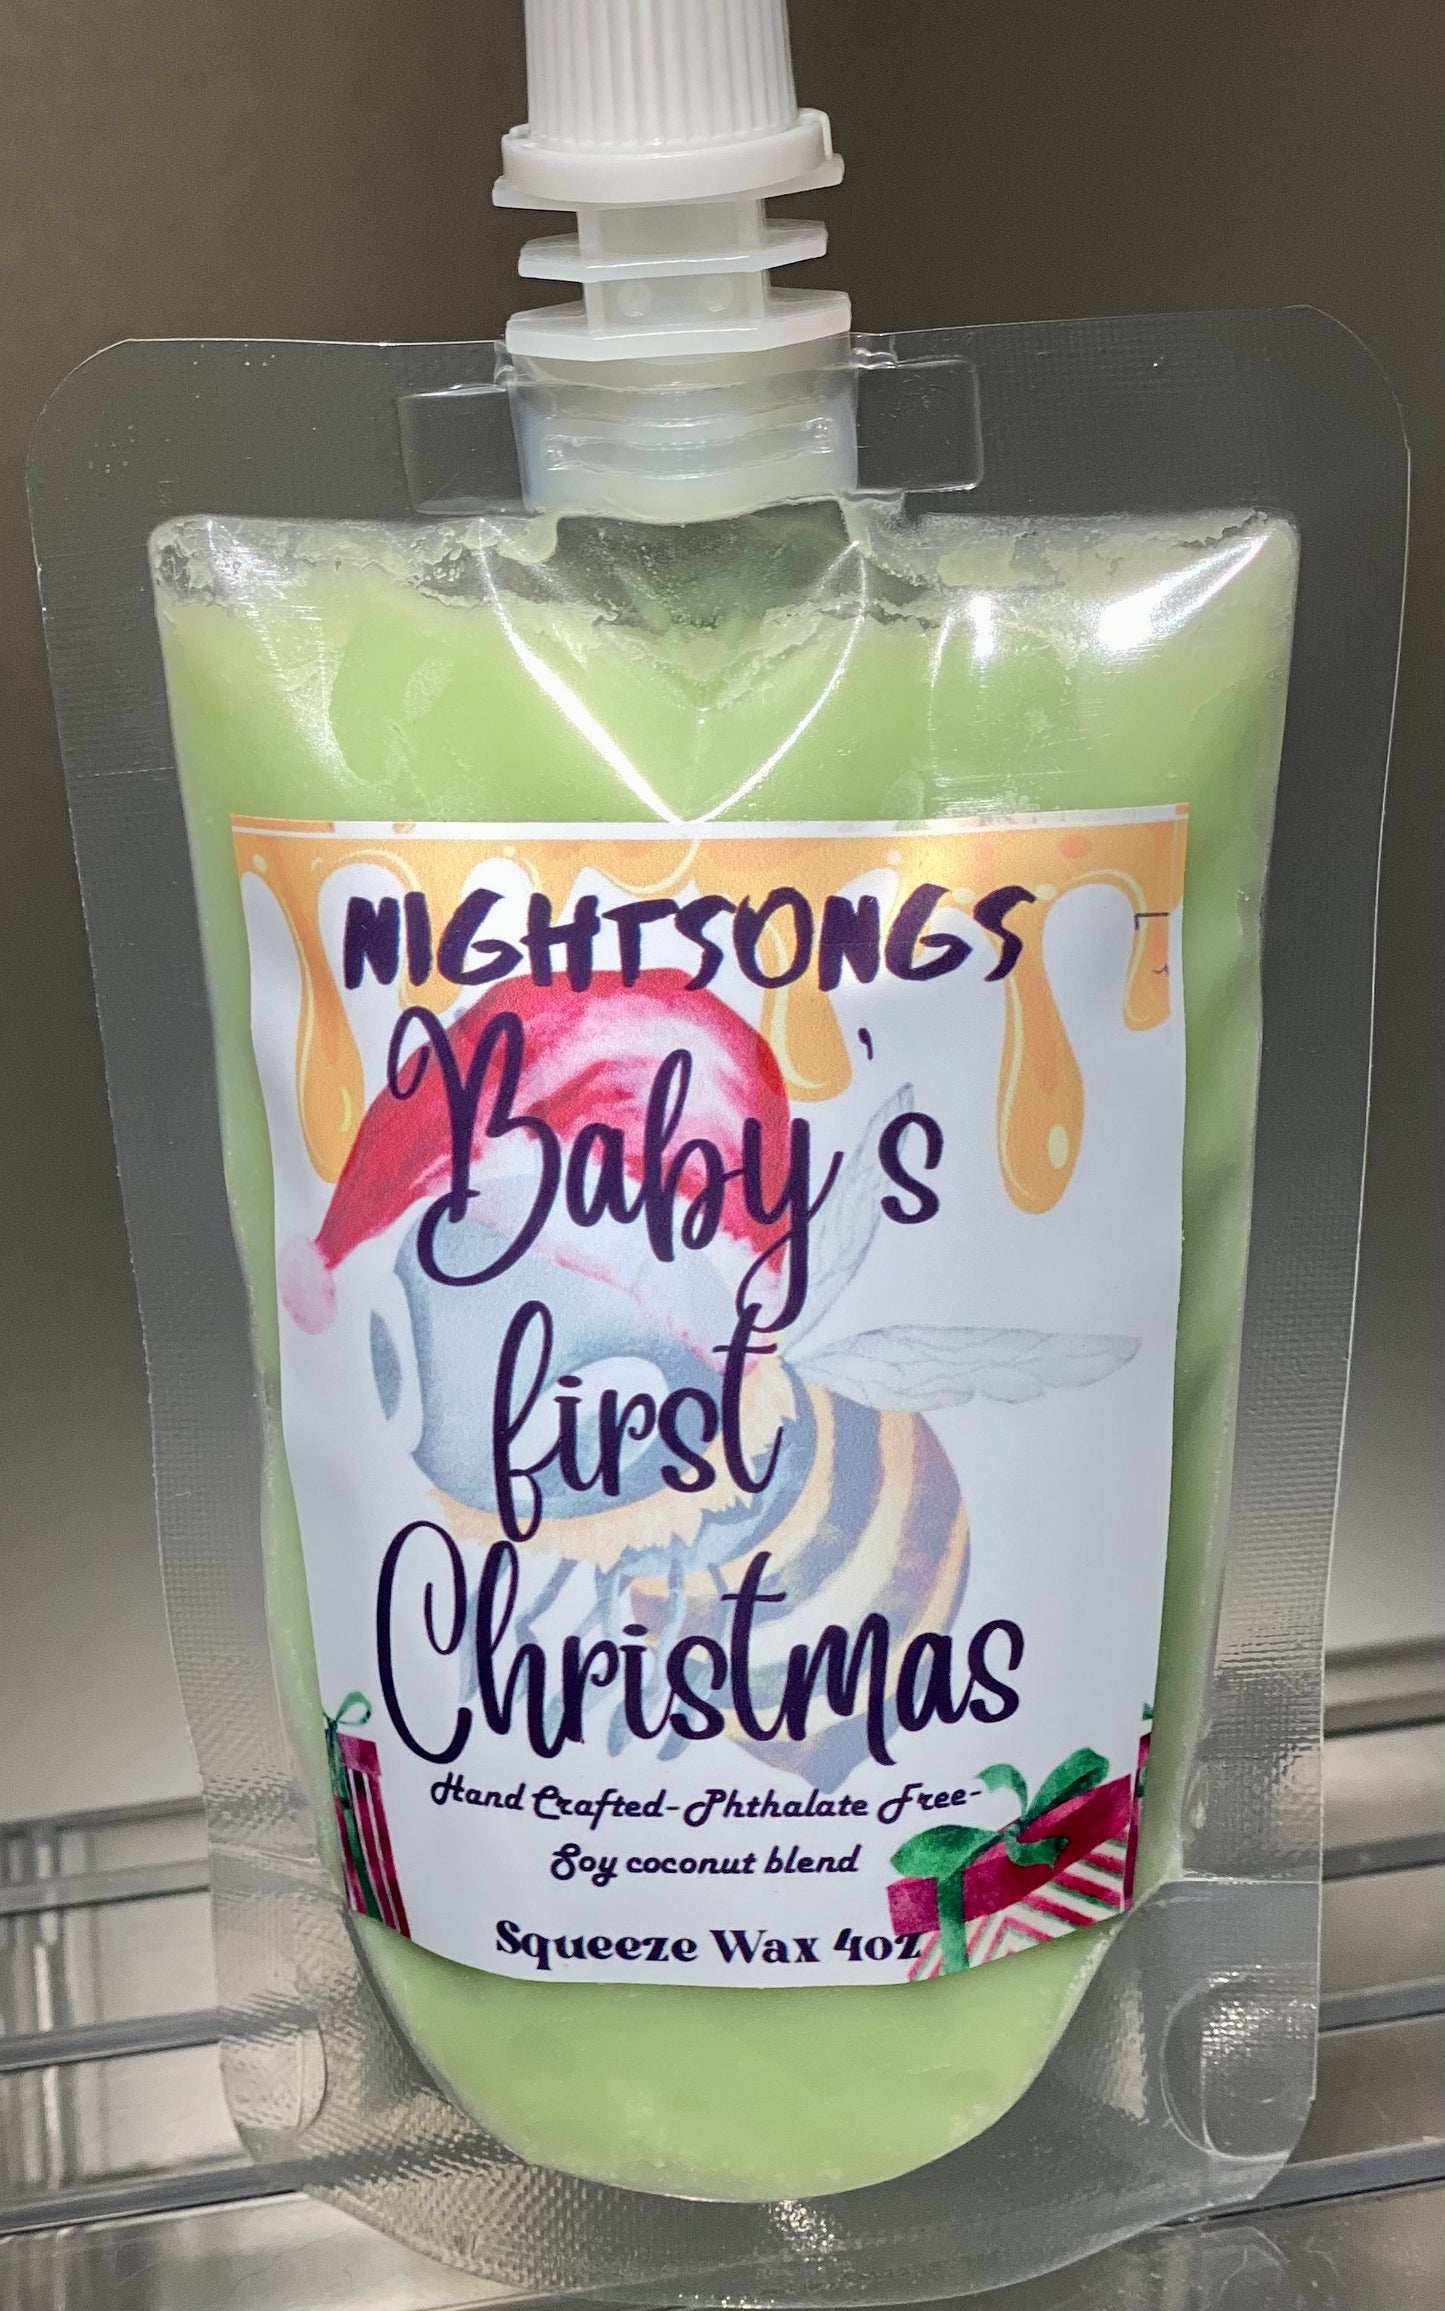 NIGHTSONGS
Baby's
first
Christmas
Hand Crafted-Phthalate Free-
Soy coconut blend
Squeeze Wax 4oz